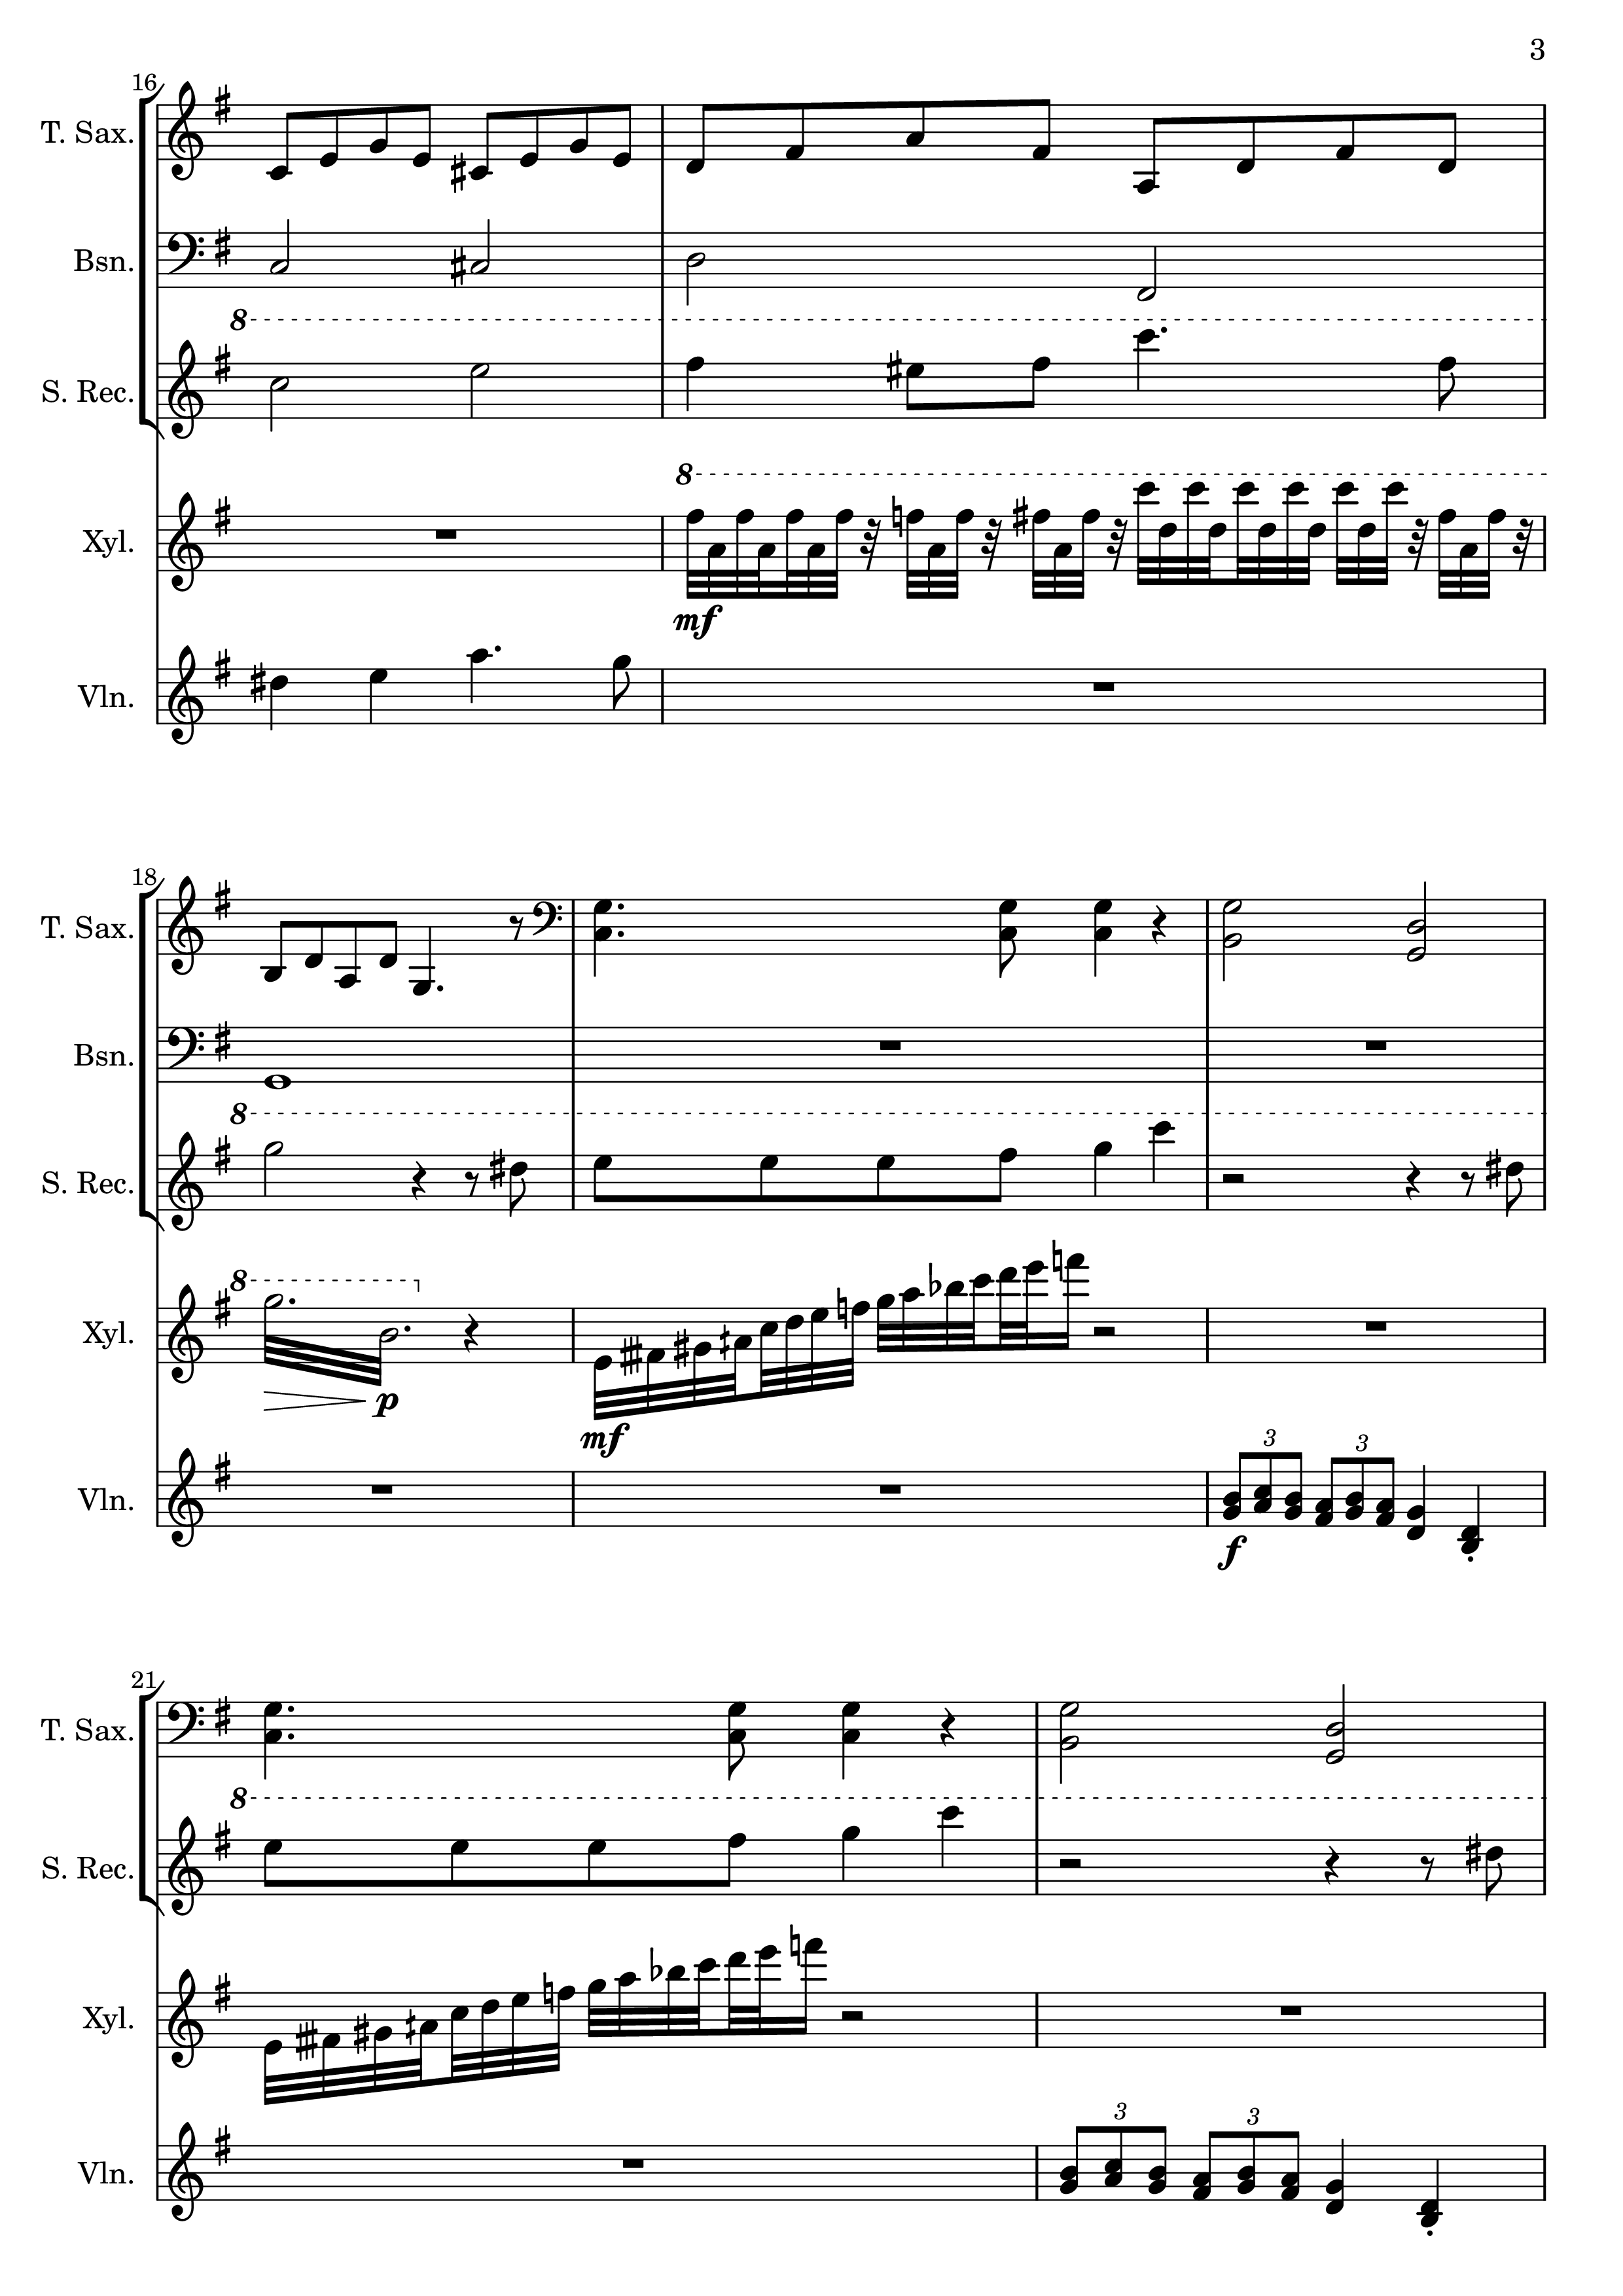 3
16
T. Sax.
Bsn.
8
S. Rec.
8
Xyl.
mf
Vln.
18
T. Sax.
Bsn.
8
S. Rec.
8
Xyl.
p
mf
3 3
Vln.
f
21
T. Sax.
8
S. Rec.
Xyl.
3 3
Vln.